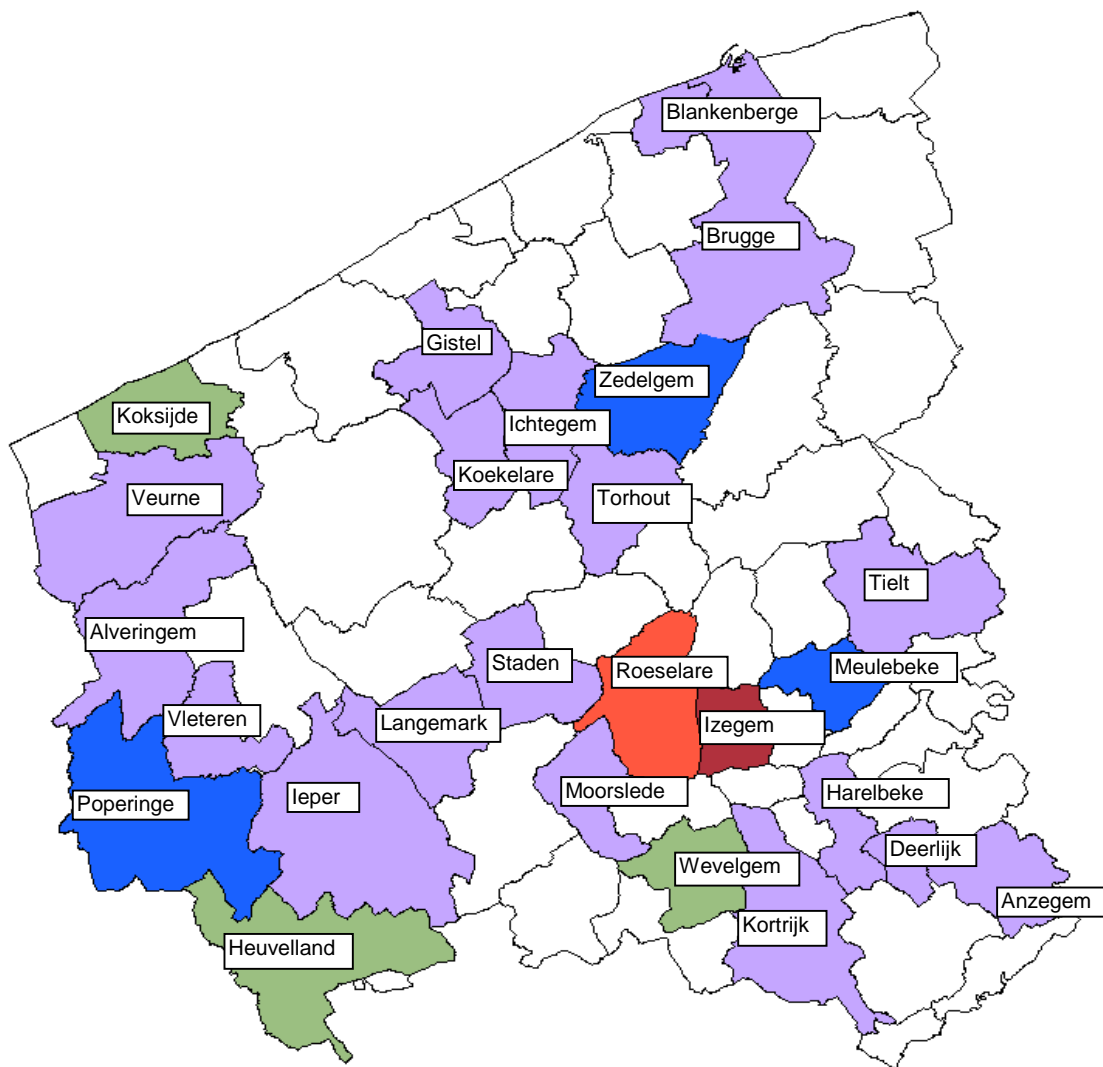 Blankenberge
Brugge
Gistel
Zedelgem
Koksijde
Ichtegem
Koekelare
Veurne
Torhout
Tielt
Alveringem
Staden
Roeselare
Meulebeke
Vleteren
Langemark
Izegem
Poperinge
Ieper
Moorslede
Harelbeke
Deerlijk
Wevelgem
Anzegem
Kortrijk
Heuvelland